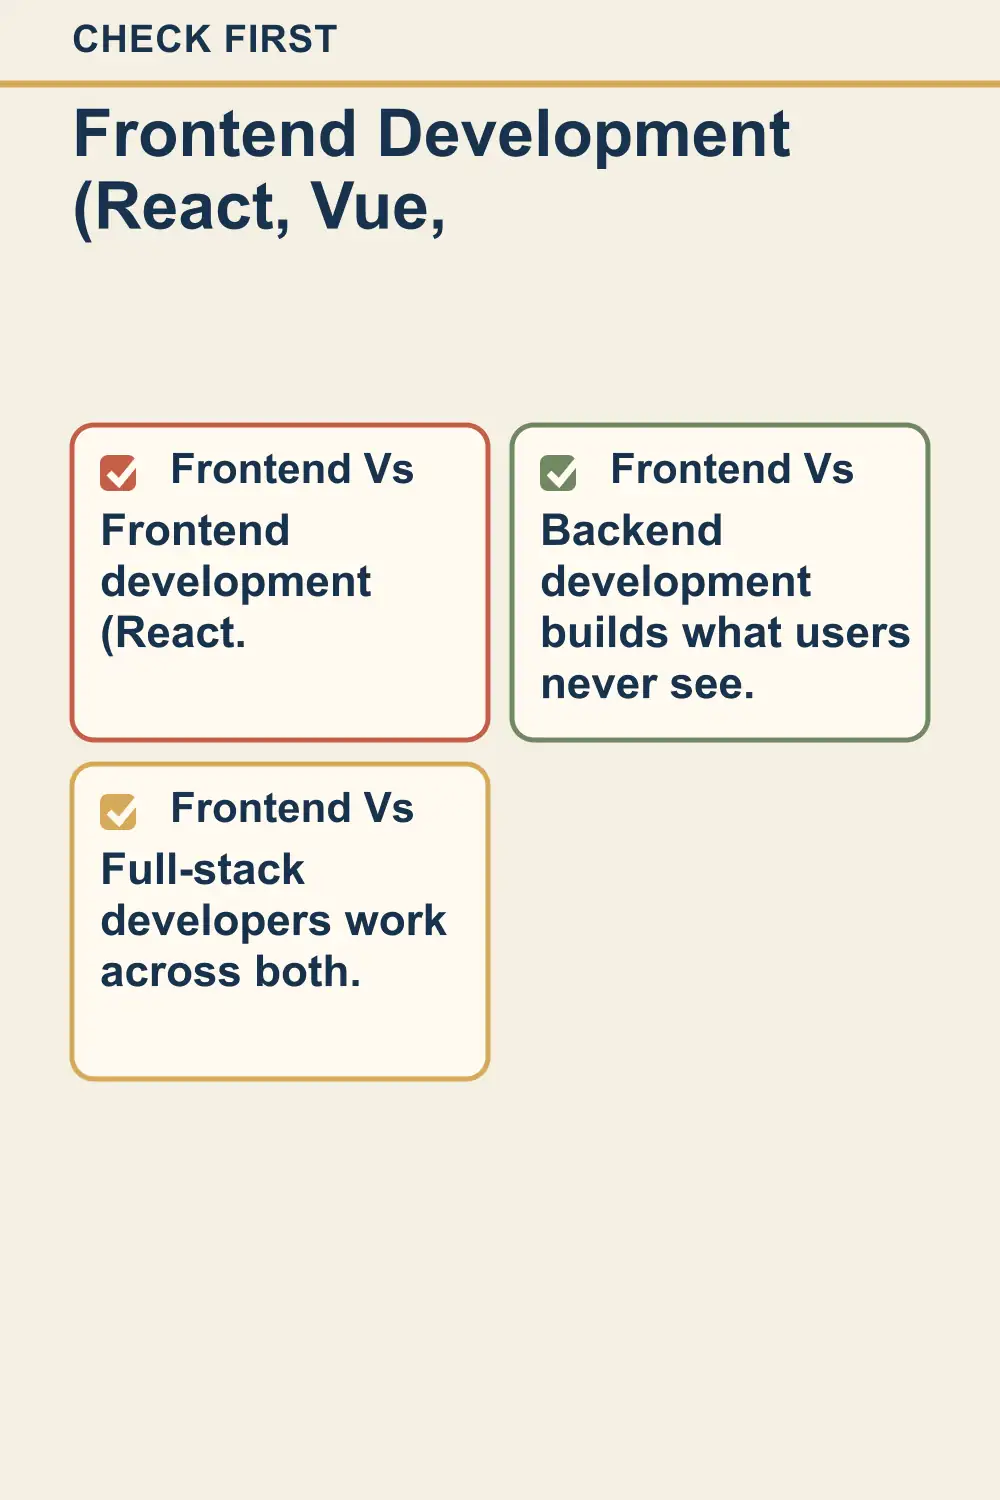 CHECK FIRST
Frontend Development
(React, Vue,
Frontend Vs
Frontend
development
(React.
Frontend Vs
Backend
development
builds what users
never see.
Frontend Vs
Full-stack
developers work
across both.